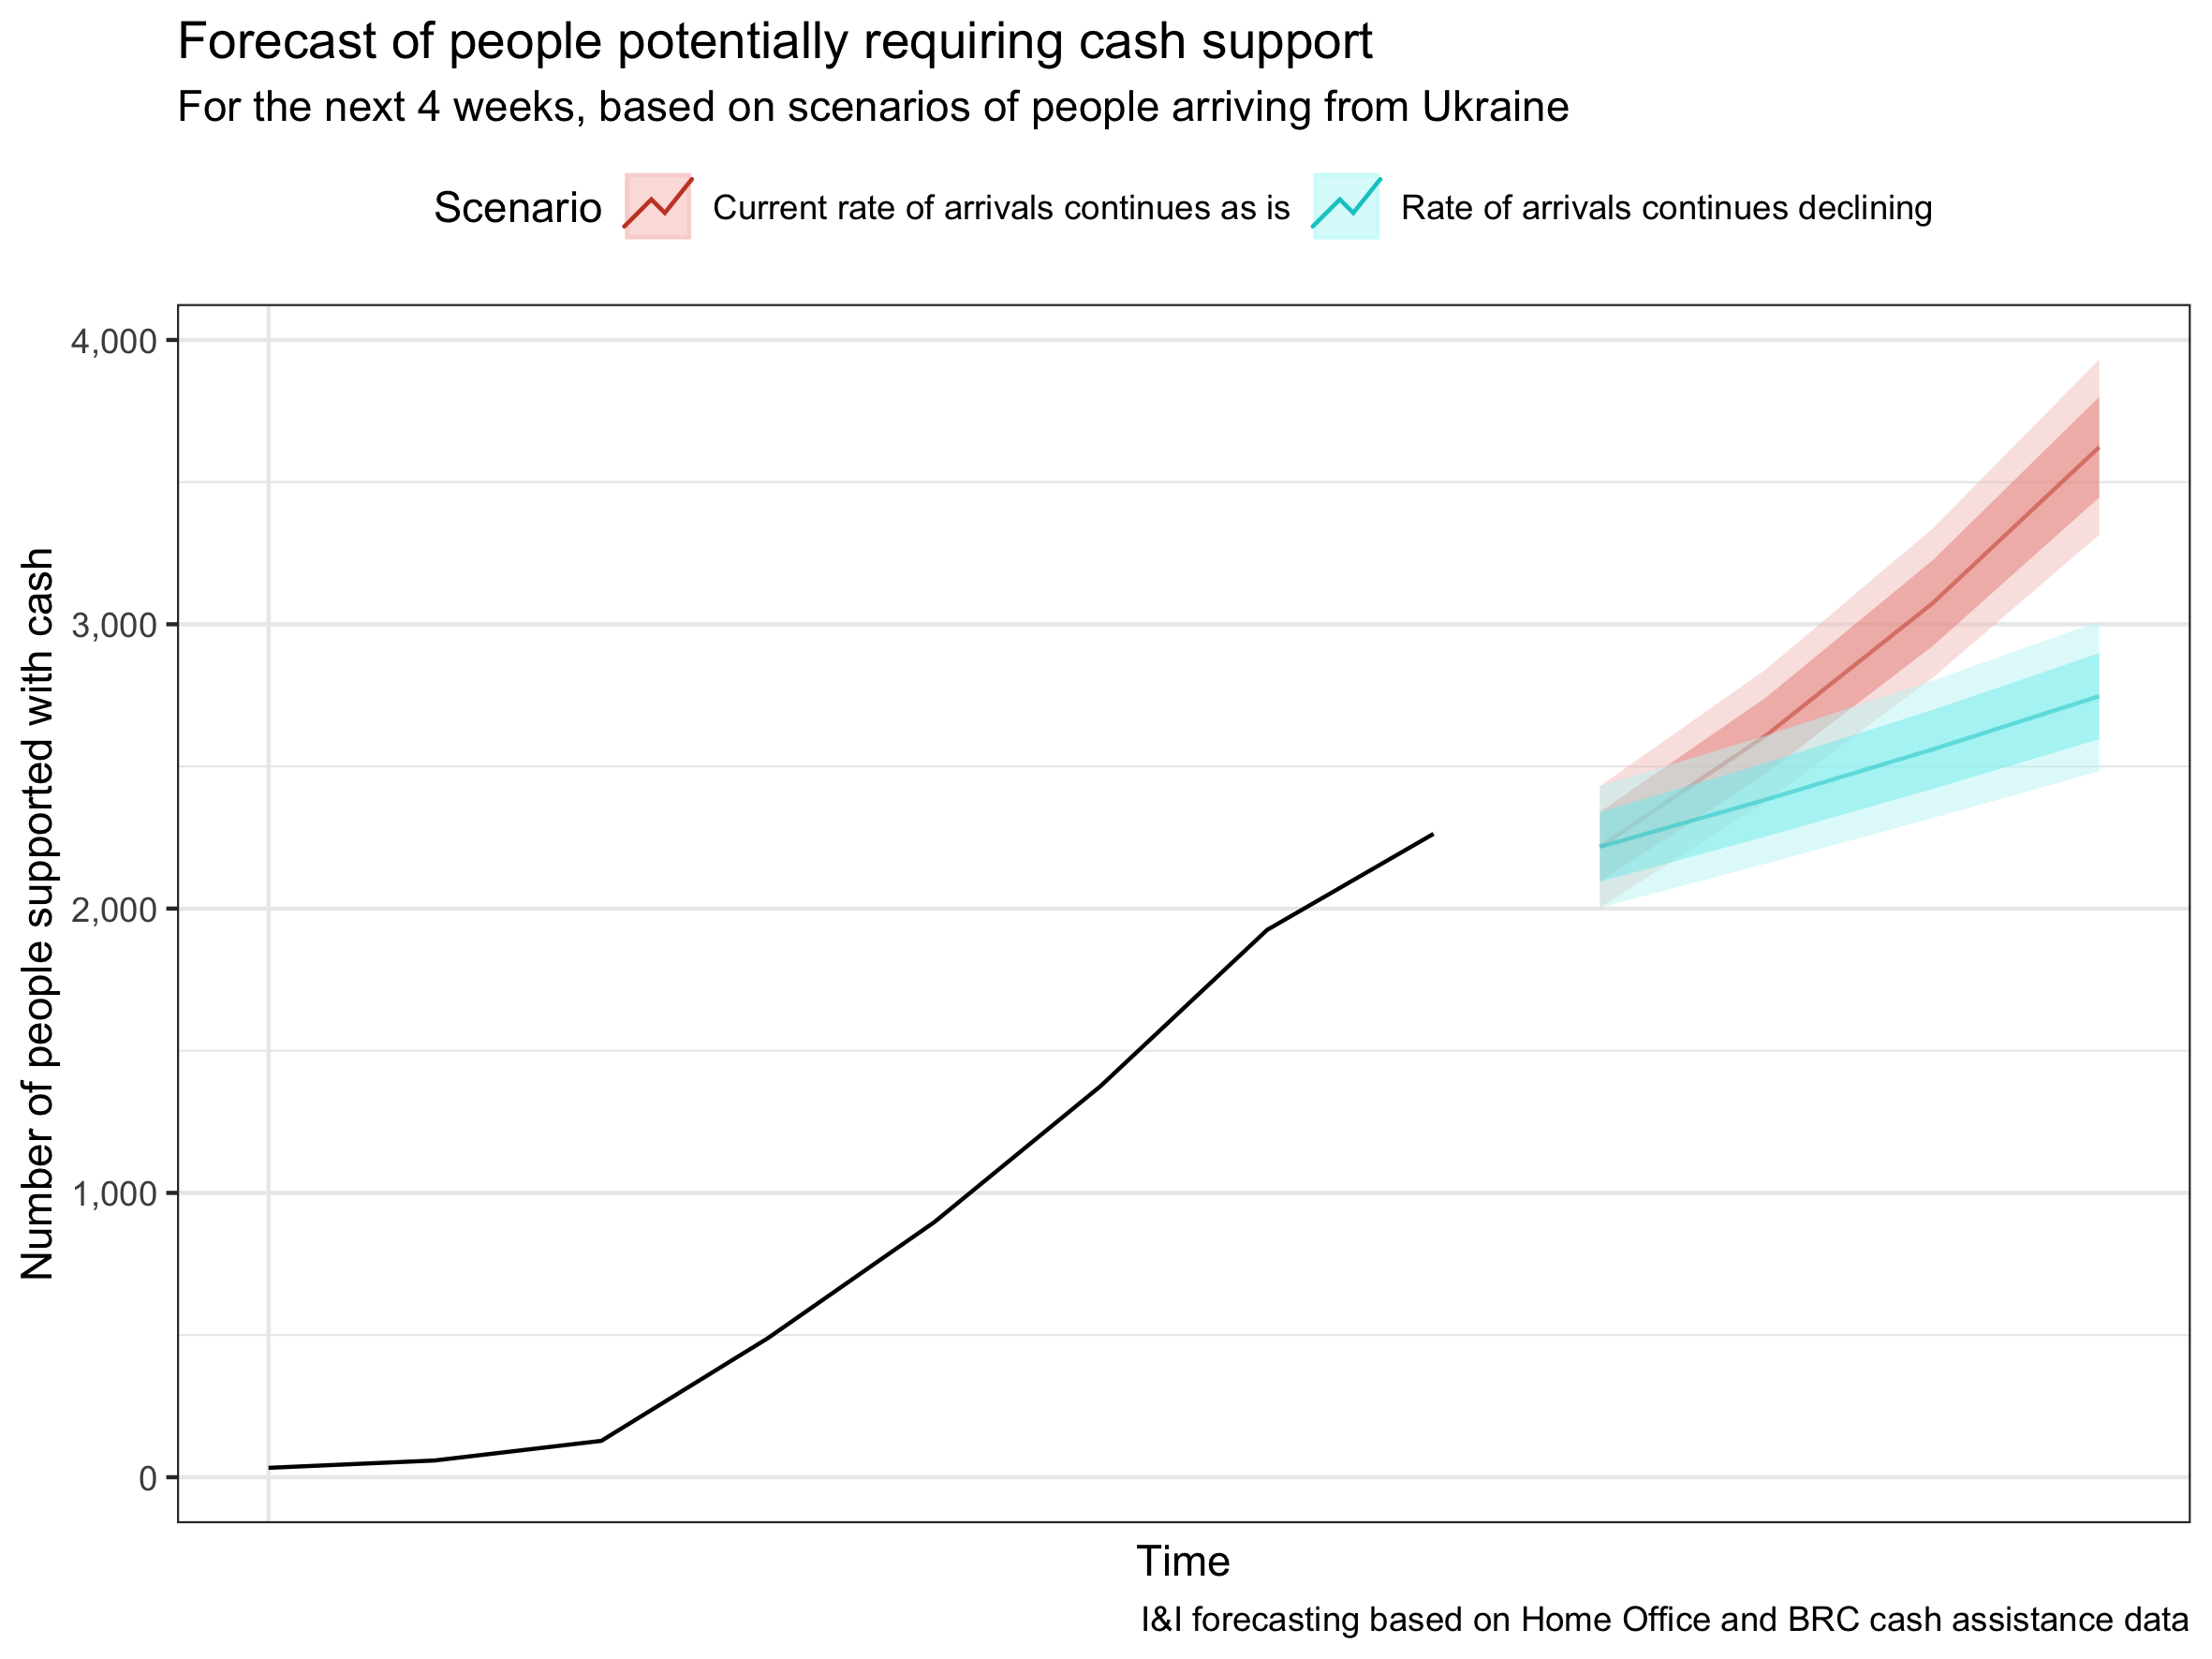 Forecast of people potentially requiring cash support
For the next 4 weeks, based on scenarios of people arriving from Ukraine
Scenario Current rate of arrivals continues as is Rate of arrivals continues declining
Number of people supported with cash
4,000
3,000
2,000
1,000
0
Time
I&I forecasting based on Home Office and BRC cash assistance data